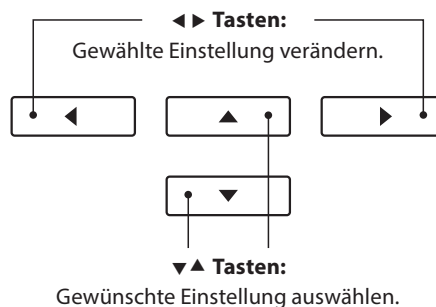 ◀ ▶ Tasten:
Gewählte Einstellung verändern.
◀
▲
▶
▼
▼▲ Tasten:
Gewünschte Einstellung auswählen.